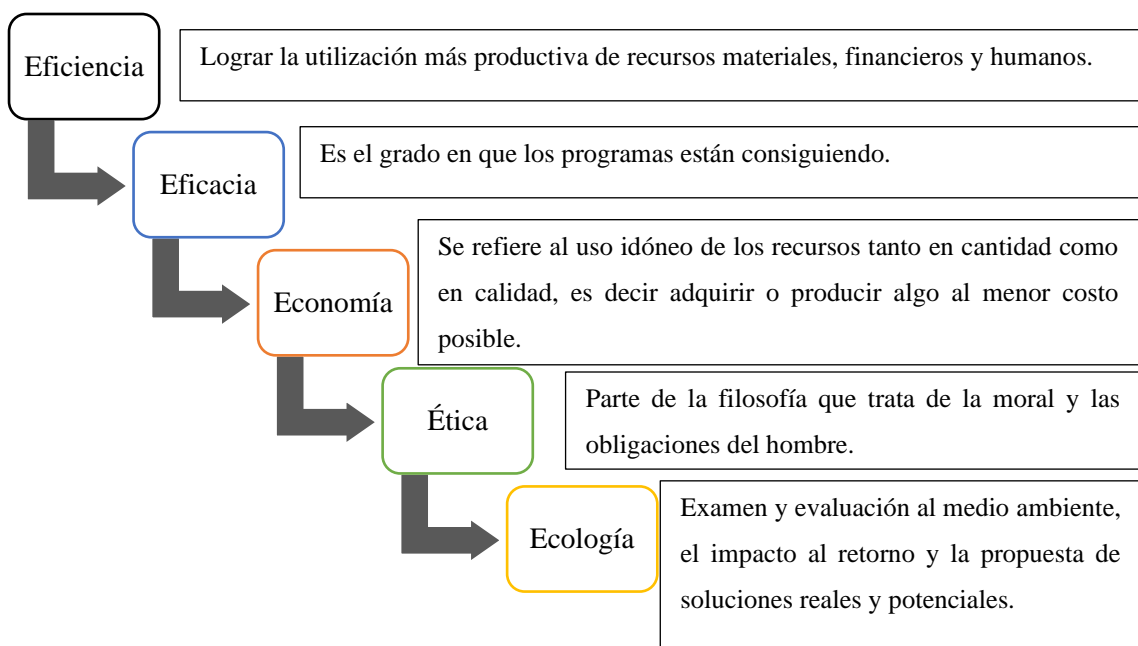 Eficiencia
Lograr la utilización más productiva de recursos materiales, financieros y humanos.
Eficacia
Es el grado en que los programas están consiguiendo.
Economía
Se refiere al uso idóneo de los recursos tanto en cantidad como
en calidad, es decir adquirir o producir algo al menor costo
posible.
Ética
Parte de la filosofía que trata de la moral y las
obligaciones del hombre.
Ecología
Examen y evaluación al medio ambiente,
el impacto al retorno y la propuesta de
soluciones reales y potenciales.